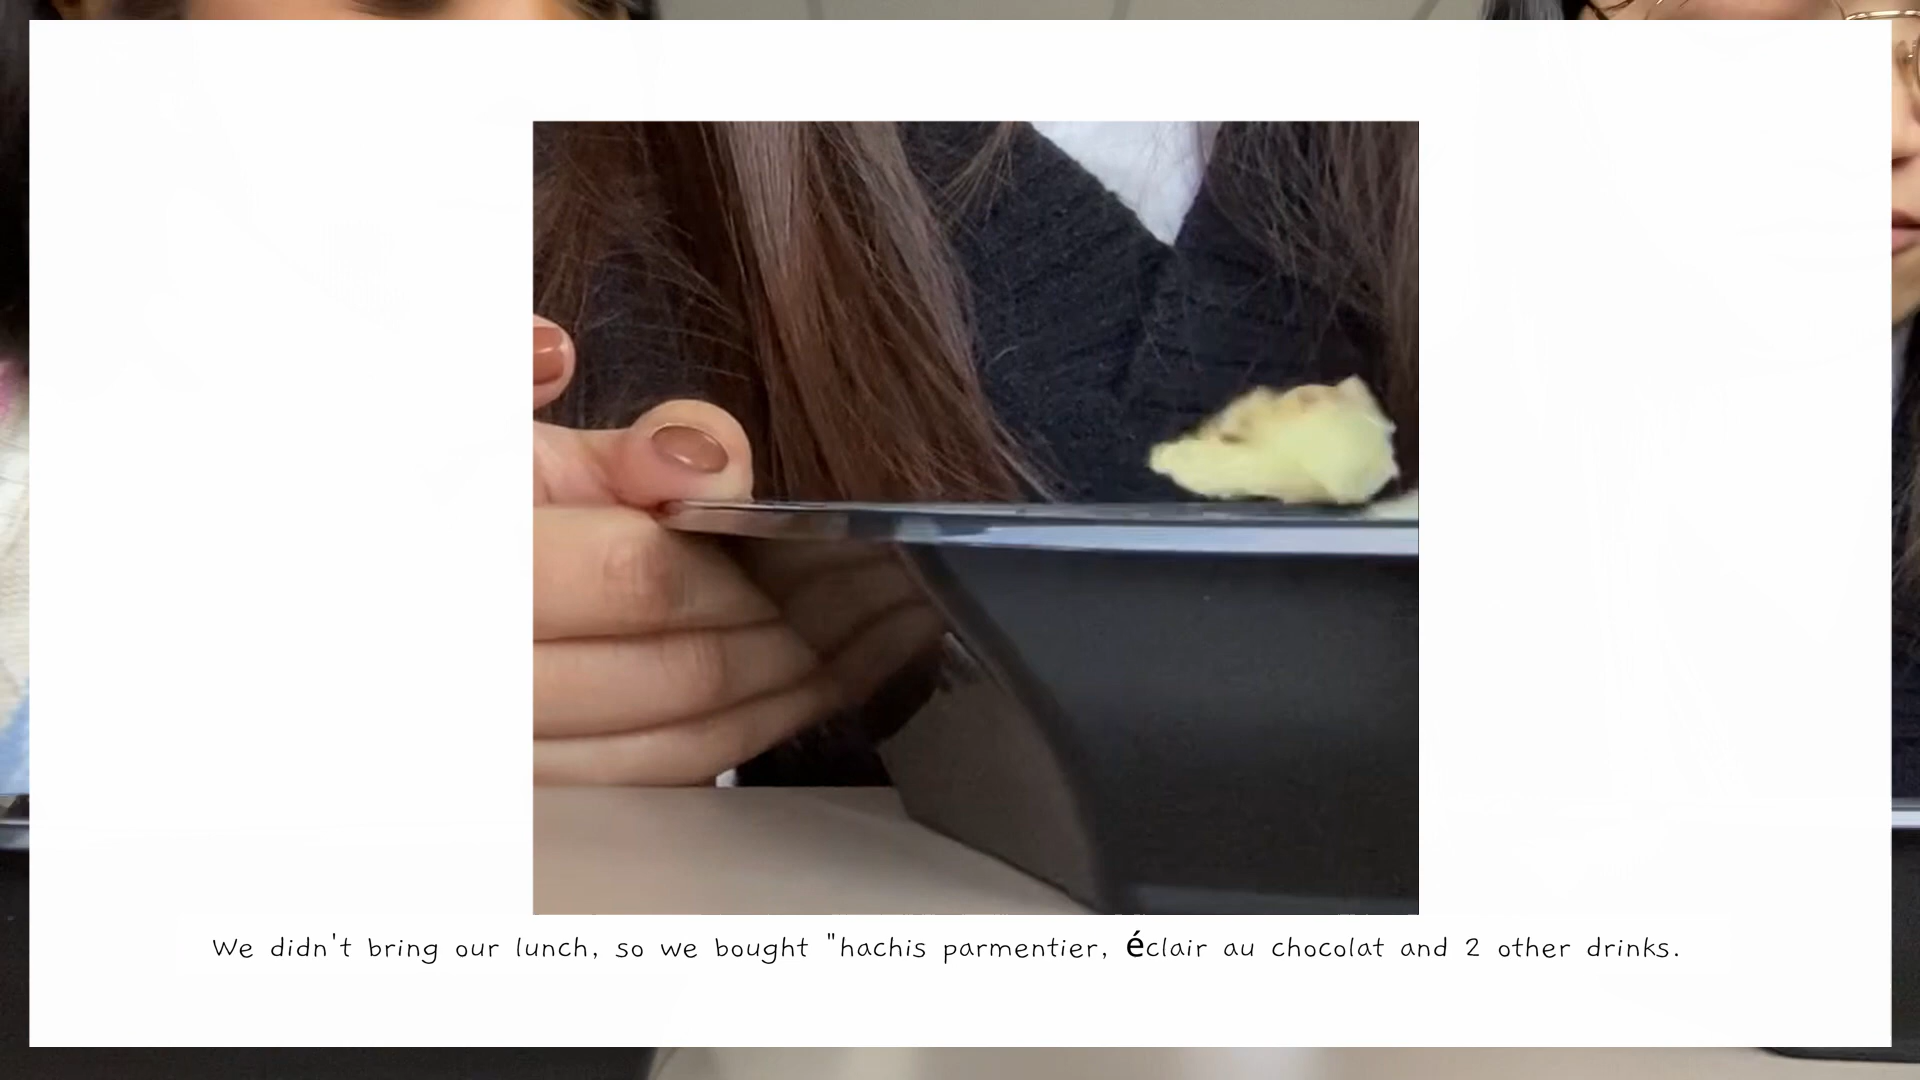 We didn't bring our lunch, so we bought "hachis parmentier, éclair au chocolat and 2 other drinks.